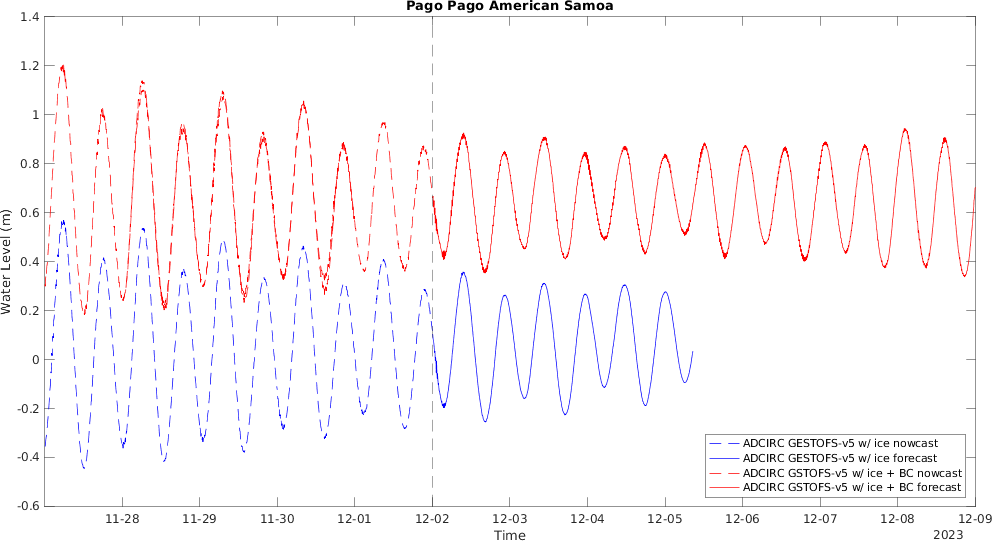 Pago Pago American Samoa
1.4
1.2
1
0.8
0.6
0.4
0.2
0
-0.2
-0.4
-0.6
Water Level (m)
ADCIRC GESTOFS-v5 w/ ice nowcast
ADCIRC GESTOFS-v5 w/ ice forecast
ADCIRC GSTOFS-v5 w/ ice + BC nowcast
ADCIRC GSTOFS-v5 w/ ice + BC forecast
11-28 11-29 11-30 12-01 12-02 12-03 12-04 12-05 12-06 12-07 12-08 12-09
Time
2023